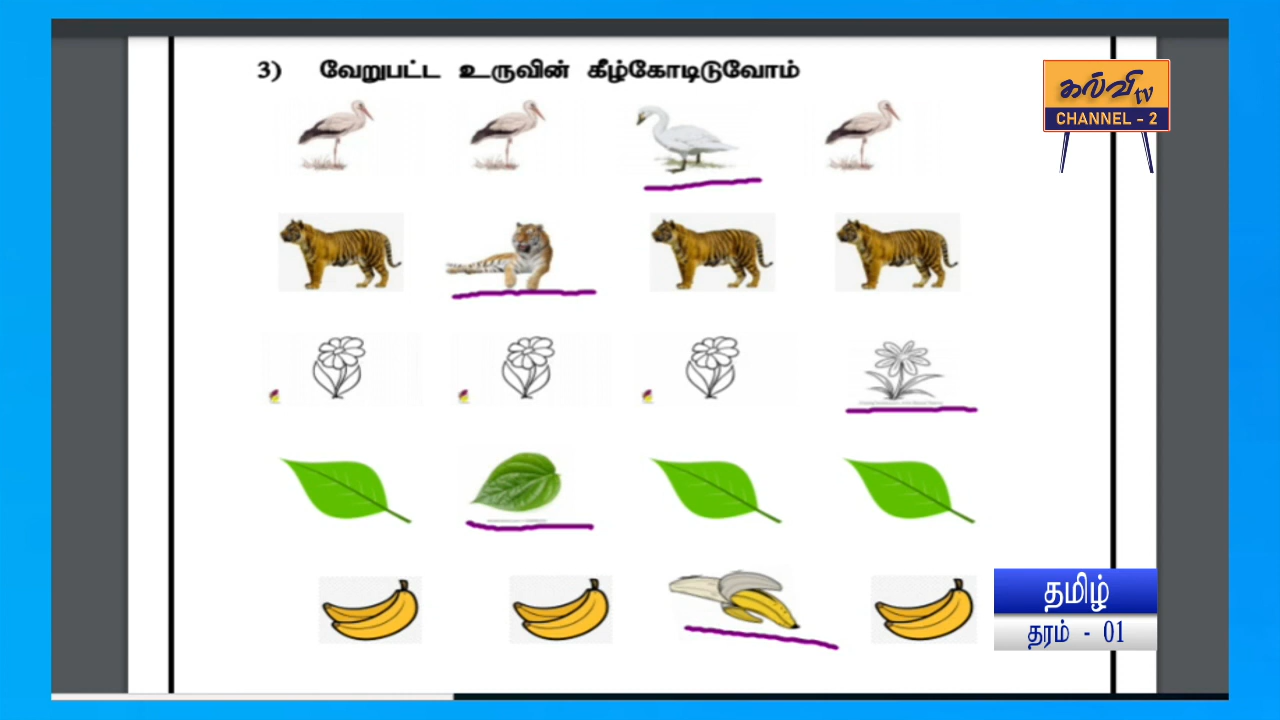 3) வேறுபட்ட உருவின் கீழ்கோடிடுவோம்
கல்வி tv
CHANNEL - 2
தமிழ்
தரம் - 01